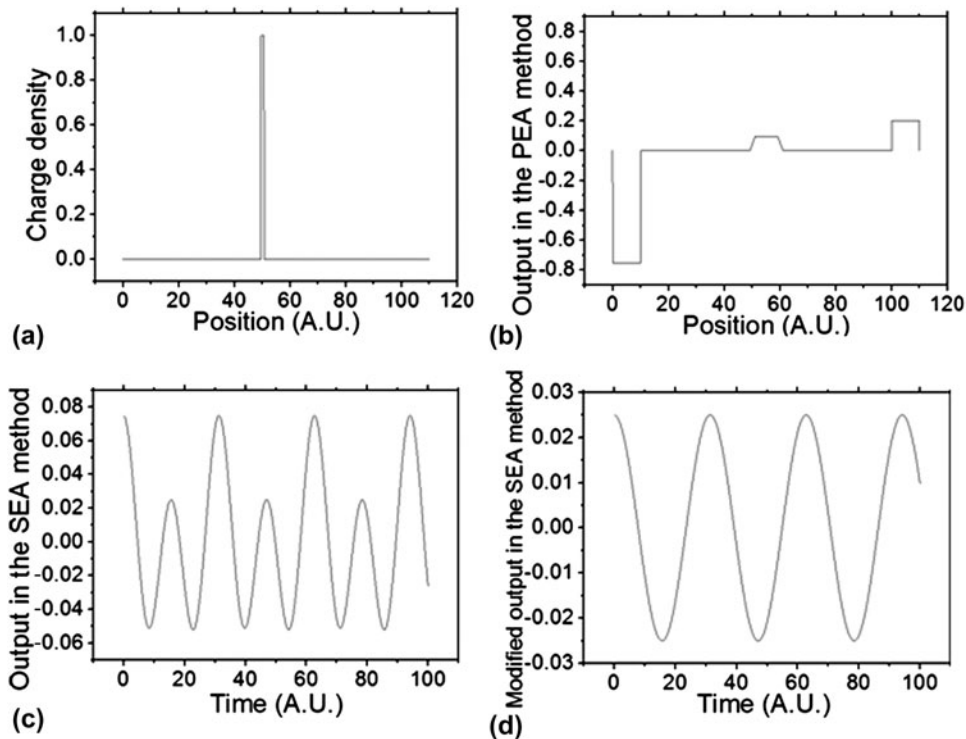 Charge density
1.0
0.8
0.6
0.4
0.2
0.0
0 20 40 60 80 100 120
Position (A.U.)
(a)
Output in the PEA method
0.8
0.6
0.4
0.2
0.0
-0.2
-0.4
-0.6
-0.8
0 20 40 60 80 100 120
Position (A.U.)
(b)
Output in the SEA method
0.08
0.06
0.04
0.02
0.00
-0.02
-0.04
-0.06
0 20 40 60 80 100
Time (A.U.)
(c)
Modified output in the SEA method
0.03
0.02
0.01
0.00
-0.01
-0.02
-0.03
0 20 40 60 80 100
Time (A.U.)
(d)